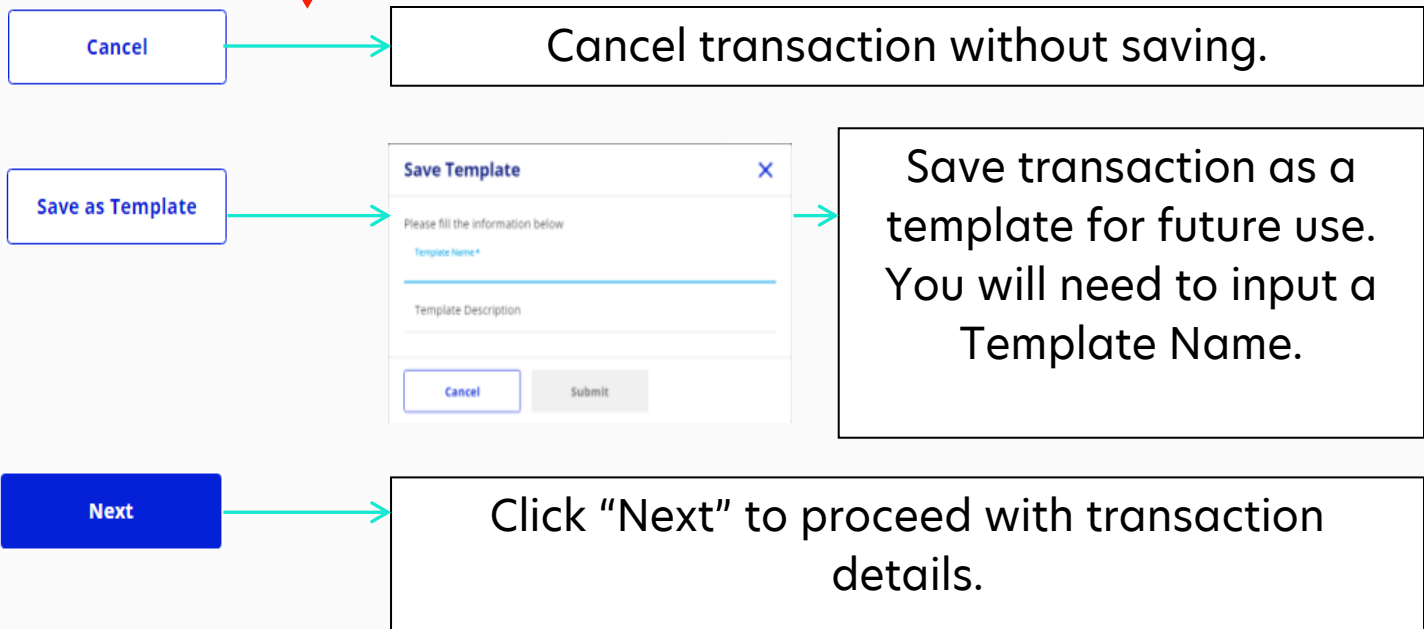 Cancel
Cancel transaction without saving.
Save as Template
Save Template
Please fill the information below
Template Name*
Template Description
Cancel
Submit
Save transaction as a
template for future use.
You will need to input a
Template Name.
Next
Click “Next” to proceed with transaction
details.